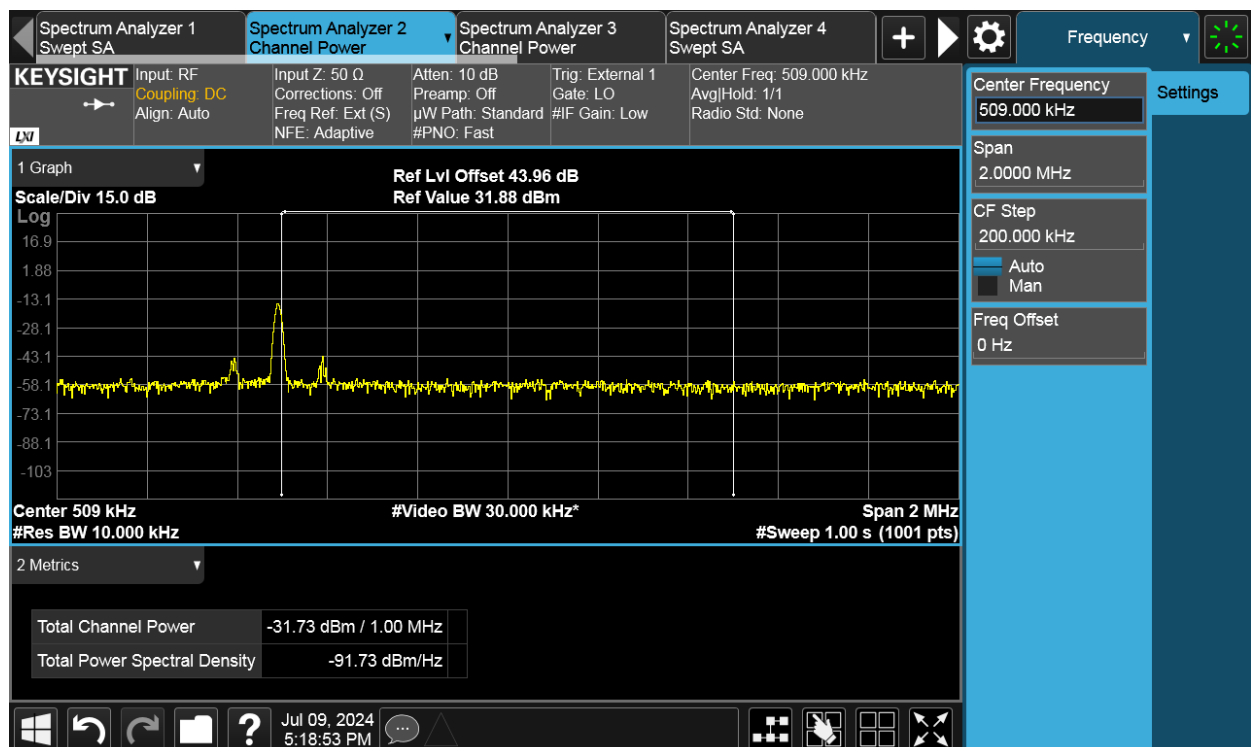 Spectrum Analyzer 1
Swept SA
Spectrum Analyzer 2
Channel Power
Spectrum Analyzer 3
Channel Power
Spectrum Analyzer 4
Swept SA
+
Frequency
KEYSIGHT
LXI
Input: RF
Coupling: DC
Align: Auto
Input Z: 50 Ω
Corrections: Off
Freq Ref: Ext (S)
NFE: Adaptive
Atten: 10 dB
Preamp: Off
µW Path: Standard
#PNO: Fast
Trig: External 1
Gate: LO
#IF Gain: Low
Center Freq: 509.000 kHz
Avg|Hold: 1/1
Radio Std: None
Center Frequency
509.000 kHz
Settings
Span
2.0000 MHz
CF Step
200.000 kHz
Auto
Man
Freq Offset
0 Hz
1 Graph
Scale/Div 15.0 dB
Ref Lvl Offset 43.96 dB
Ref Value 31.88 dBm
Log
16.9
1.88
-13.1
-28.1
-43.1
-58.1
-73.1
-88.1
-103
Center 509 kHz
#Video BW 30.000 kHz*
Span 2 MHz
#Res BW 10.000 kHz
#Sweep 1.00 s (1001 pts)
2 Metrics
Total Channel Power -31.73 dBm / 1.00 MHz
Total Power Spectral Density -91.73 dBm/Hz
?
Jul 09, 2024
5:18:53 PM